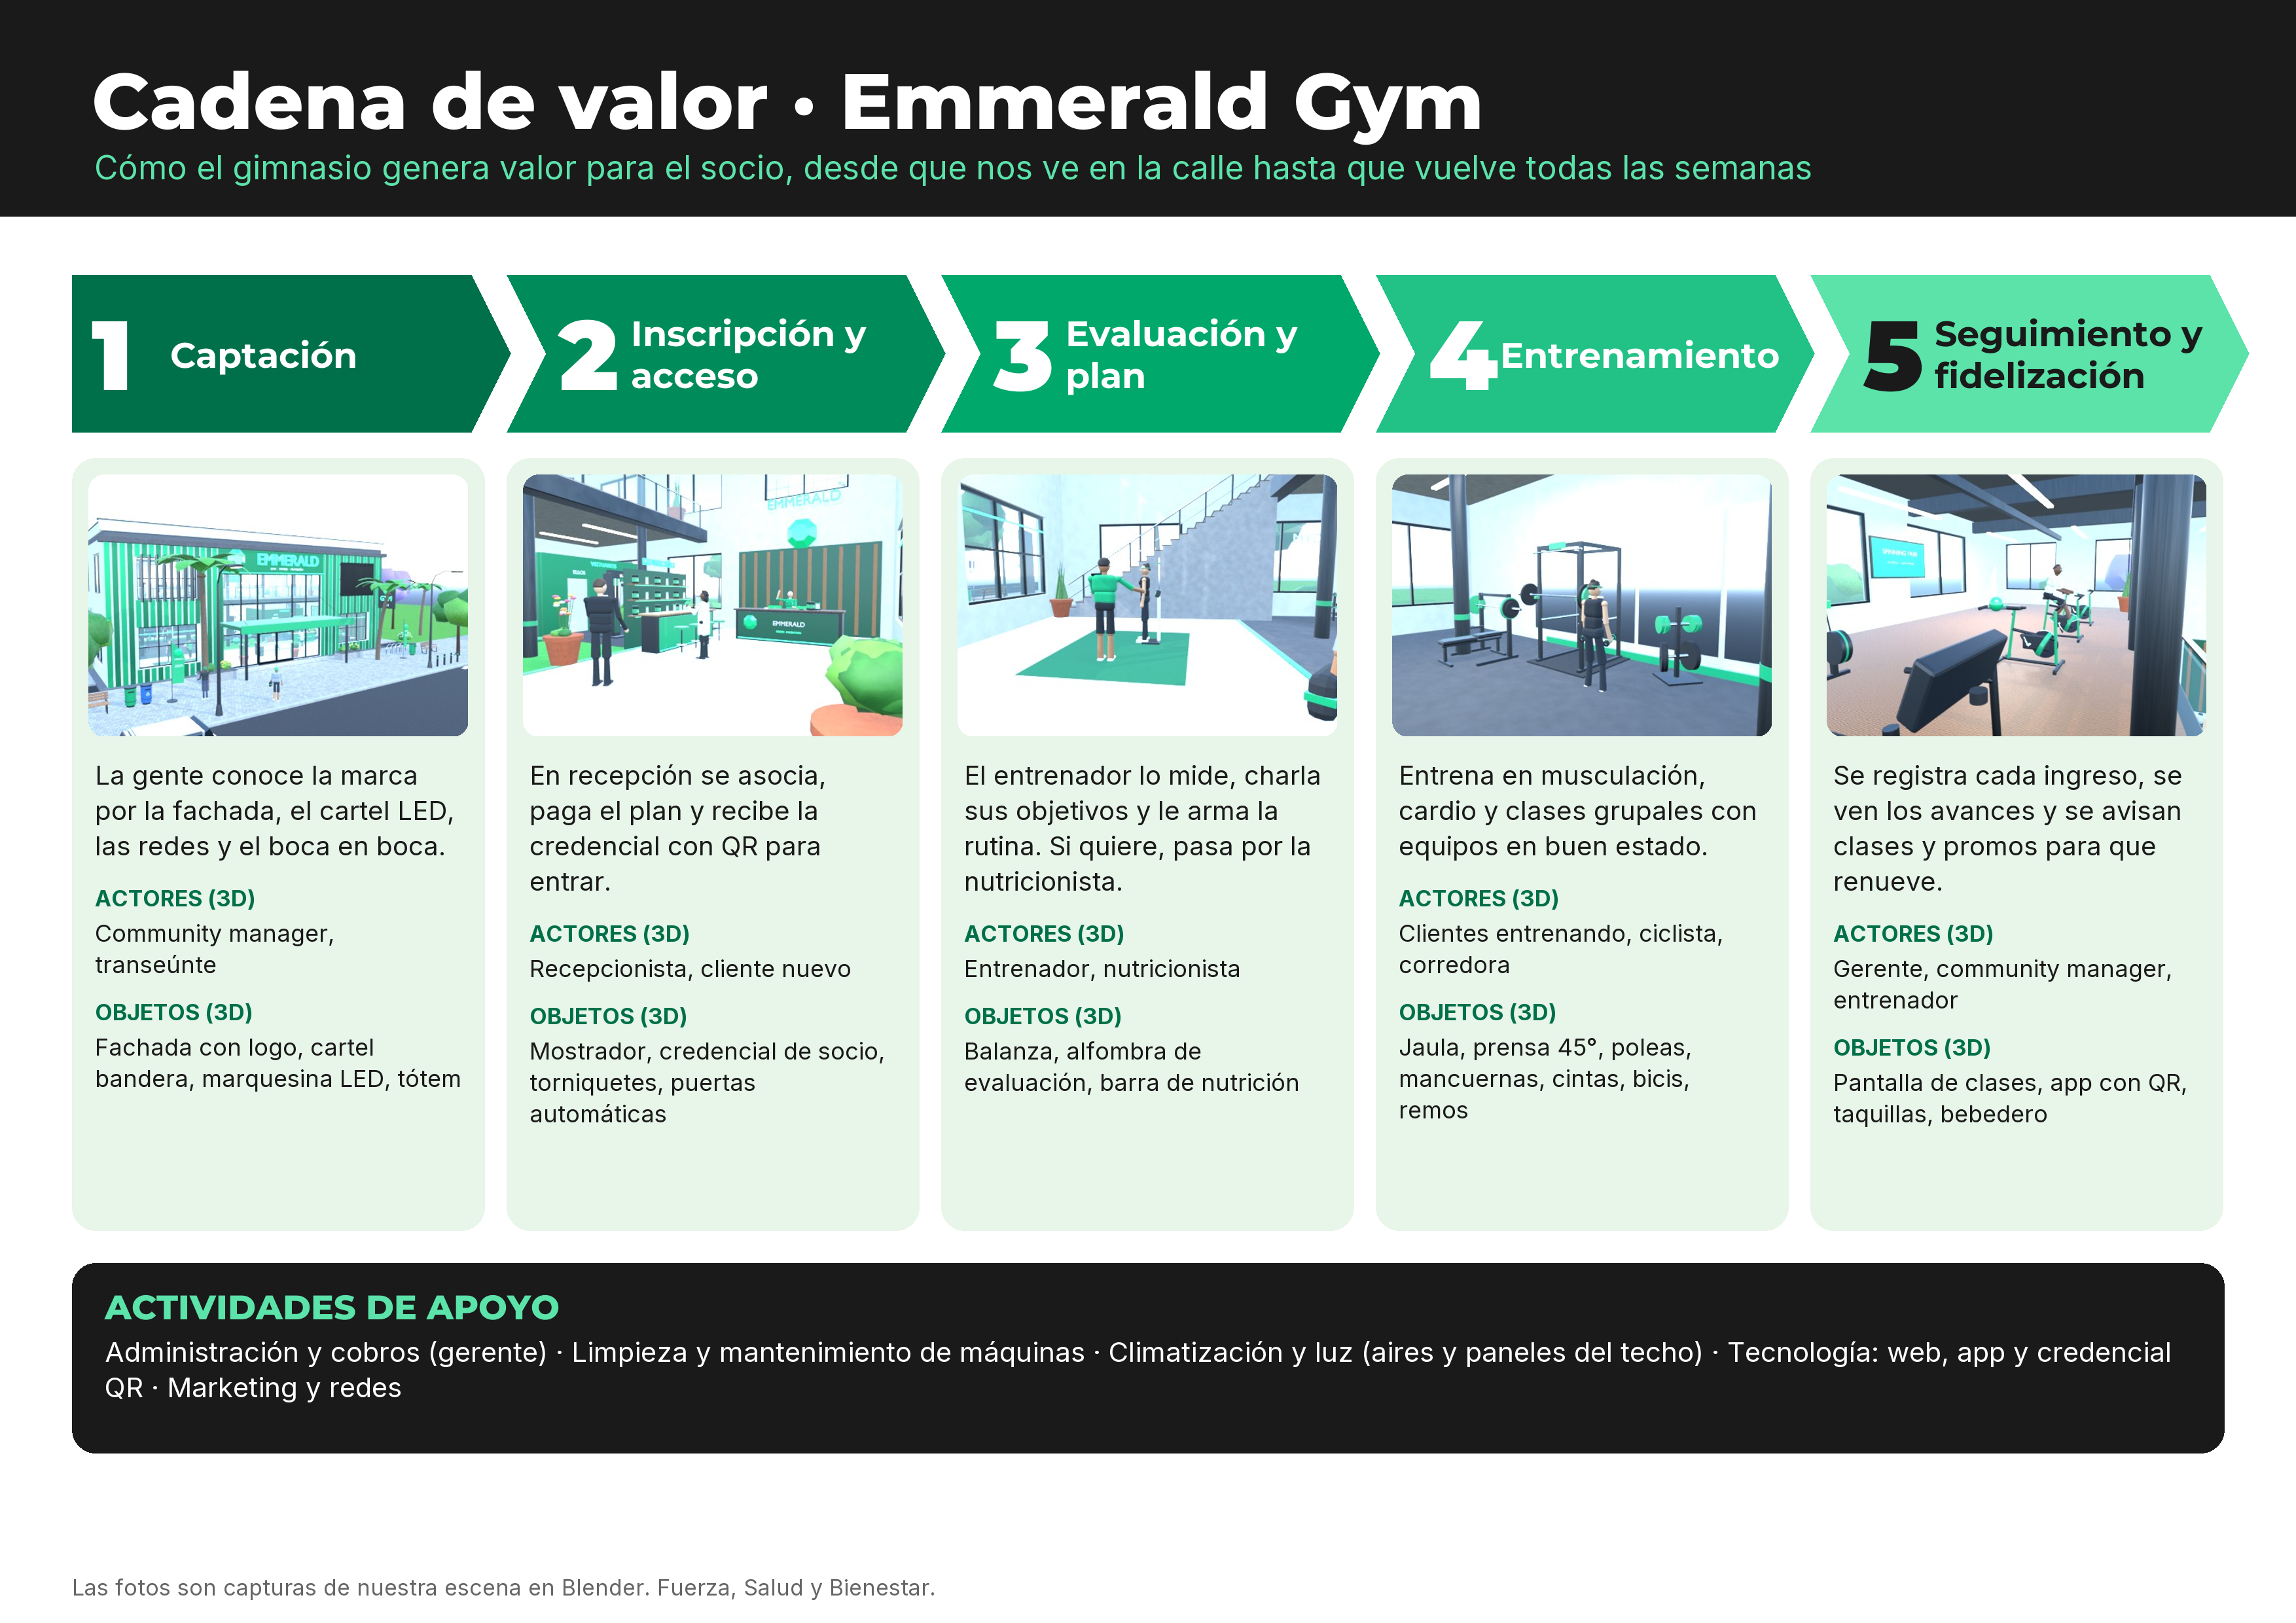 Cadena de valor · Emmerald Gym
Cómo el gimnasio genera valor para el socio, desde que nos ve en la calle hasta que vuelve todas las semanas
1 Captación
2 Inscripción y
acceso
3 Evaluación y
plan
4 Entrenamiento
5 Seguimiento y
fidelización
EMMERALD
EMMERALD
EMMERALD
La gente conoce la marca
por la fachada, el cartel LED,
las redes y el boca en boca.
ACTORES (3D)
Community manager,
transeúnte
OBJETOS (3D)
Fachada con logo, cartel
bandera, marquesina LED, tótem
En recepción se asocia,
paga el plan y recibe la
credencial con QR para
entrar.
ACTORES (3D)
Recepcionista, cliente nuevo
OBJETOS (3D)
Mostrador, credencial de socio,
torniquetes, puertas
automáticas
El entrenador lo mide, charla
sus objetivos y le arma la
rutina. Si quiere, pasa por la
nutricionista.
ACTORES (3D)
Entrenador, nutricionista
OBJETOS (3D)
Balanza, alfombra de
evaluación, barra de nutrición
Entrena en musculación,
cardio y clases grupales con
equipos en buen estado.
ACTORES (3D)
Clientes entrenando, ciclista,
corredora
OBJETOS (3D)
Jaula, prensa 45°, poleas,
mancuernas, cintas, bicis,
remos
Se registra cada ingreso, se
ven los avances y se avisan
clases y promos para que
renueve.
ACTORES (3D)
Gerente, community manager,
entrenador
OBJETOS (3D)
Pantalla de clases, app con QR,
taquillas, bebedero
ACTIVIDADES DE APOYO
Administración y cobros (gerente) · Limpieza y mantenimiento de máquinas · Climatización y luz (aires y paneles del techo) · Tecnología: web, app y credencial
QR · Marketing y redes
Las fotos son capturas de nuestra escena en Blender. Fuerza, Salud y Bienestar.